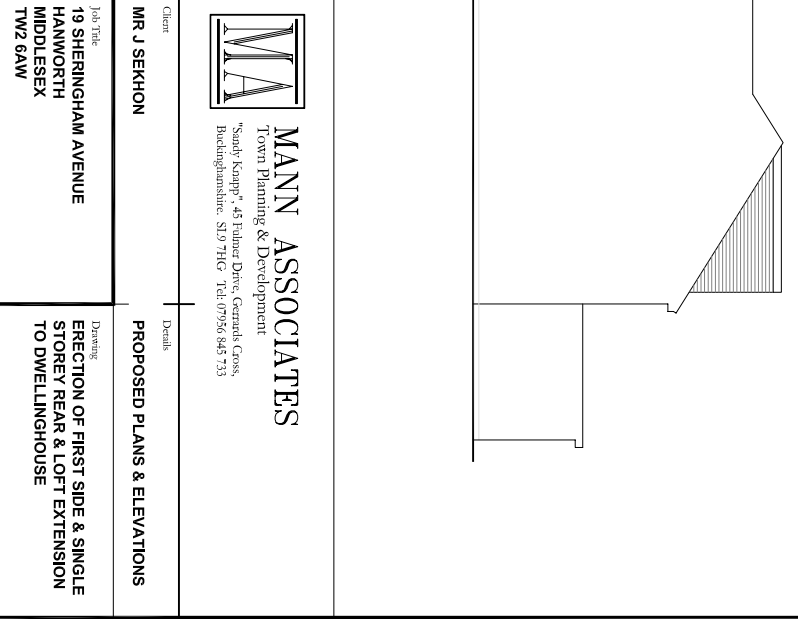 MA
MANN ASSOCIATES
Town Planning & Development
"Sandy Knapp", 45 Fulmer Drive, Gerrards Cross,
Buckinghamshire. SL9 7HG Tel: 07956 845 733
Client
MR J SEKHON
Details
PROPOSED PLANS & ELEVATIONS
Job Title
19 SHERINGHAM AVENUE
HANWORTH
MIDDLESEX
TW2 6AW
Drawing
ERECTION OF FIRST SIDE & SINGLE
STOREY REAR & LOFT EXTENSION
TO DWELLINGHOUSE